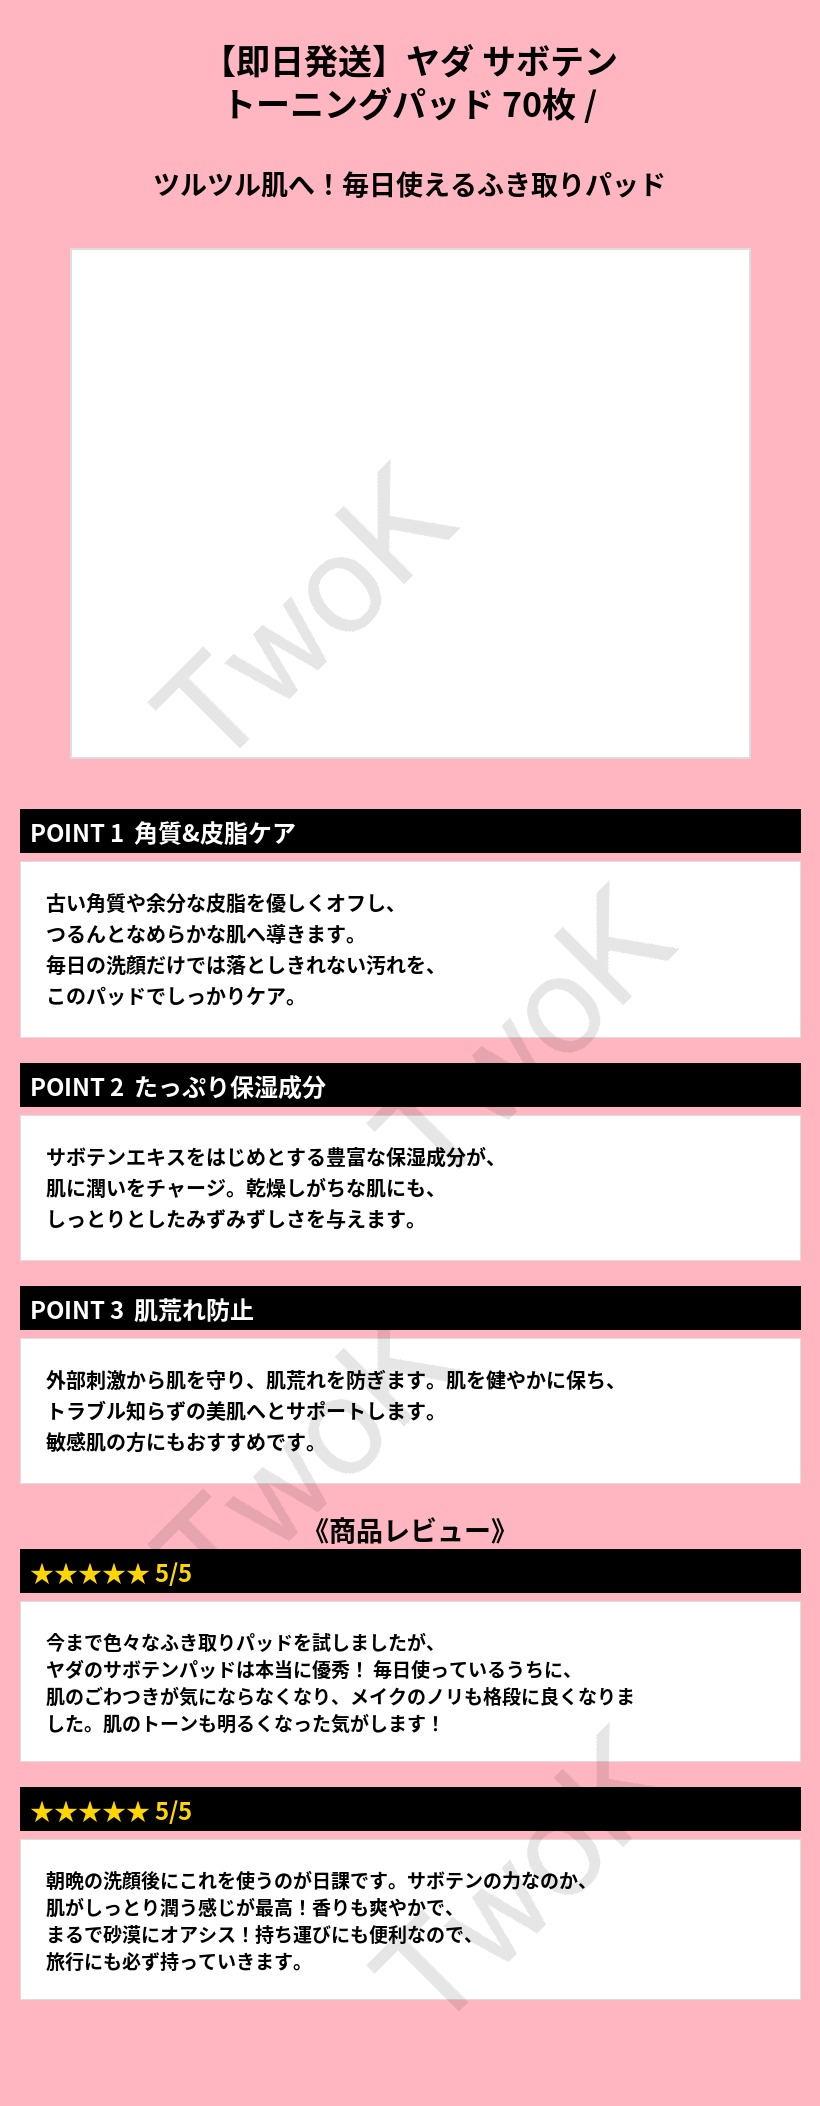 【即日発送】ヤダ サボテン
トーニングパッド 70枚 /
ツルツル肌へ！毎日使えるふき取りパッド
TwoK
POINT 1 角質&皮脂ケア
古い角質や余分な皮脂を優しくオフし、
つるんとなめらかな肌へ導きます。
毎日の洗顔だけでは落としきれない汚れを、
このパッドでしっかりケア。
TwoK
POINT 2 たっぷり保湿成分
サボテンエキスをはじめとする豊富な保湿成分が、
肌に潤いをチャージ。乾燥しがちな肌にも、
しっとりとしたみずみずしさを与えます。
POINT 3 肌荒れ防止
外部刺激から肌を守り、肌荒れを防ぎます。肌を健やかに保ち、
トラブル知らずの美肌へとサポートします。
敏感肌の方にもおすすめです。
TwoK
《商品レビュー》
★★★★★ 5/5
今まで色々なふき取りパッドを試しましたが、
ヤダのサボテンパッドは本当に優秀！ 毎日使っているうちに、
肌のごわつきが気にならなくなり、メイクのノリも格段に良くなりま
した。肌のトーンも明るくなった気がします！
★★★★★ 5/5
朝晩の洗顔後にこれを使うのが日課です。サボテンの力なのか、
肌がしっとり潤う感じが最高！香りも爽やかで、
まるで砂漠にオアシス！持ち運びにも便利なので、
旅行にも必ず持っていきます。
TwoK